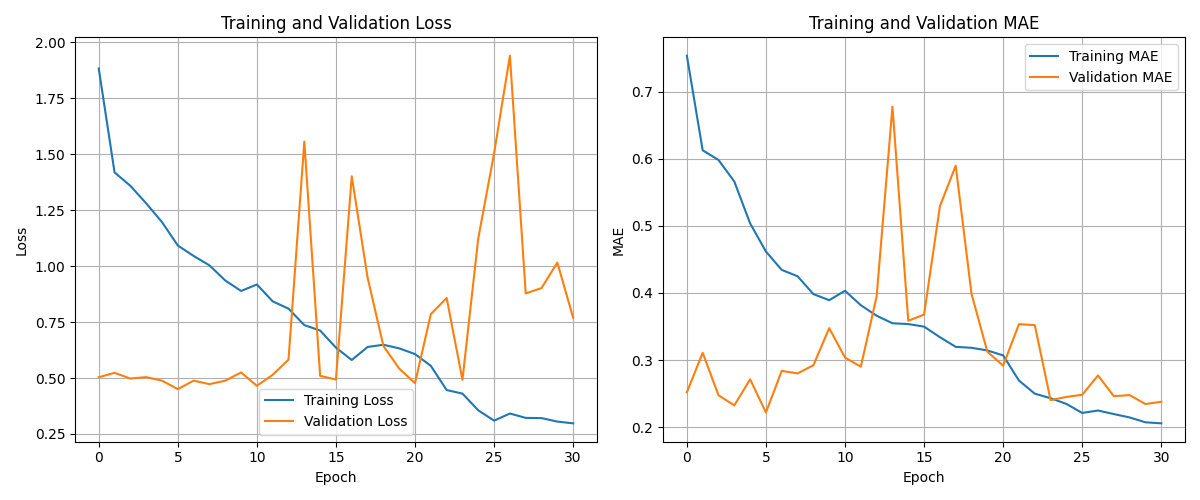 Training and Validation Loss
2.00
1.75
1.50
1.25
1.00
0.75
0.50
0.25
Loss
0 5 10 15 20 25 30
Epoch
Training Loss
Validation Loss
Training and Validation MAE
0.7
0.6
0.5
0.4
0.3
0.2
MAE
0 5 10 15 20 25 30
Epoch
Training MAE
Validation MAE